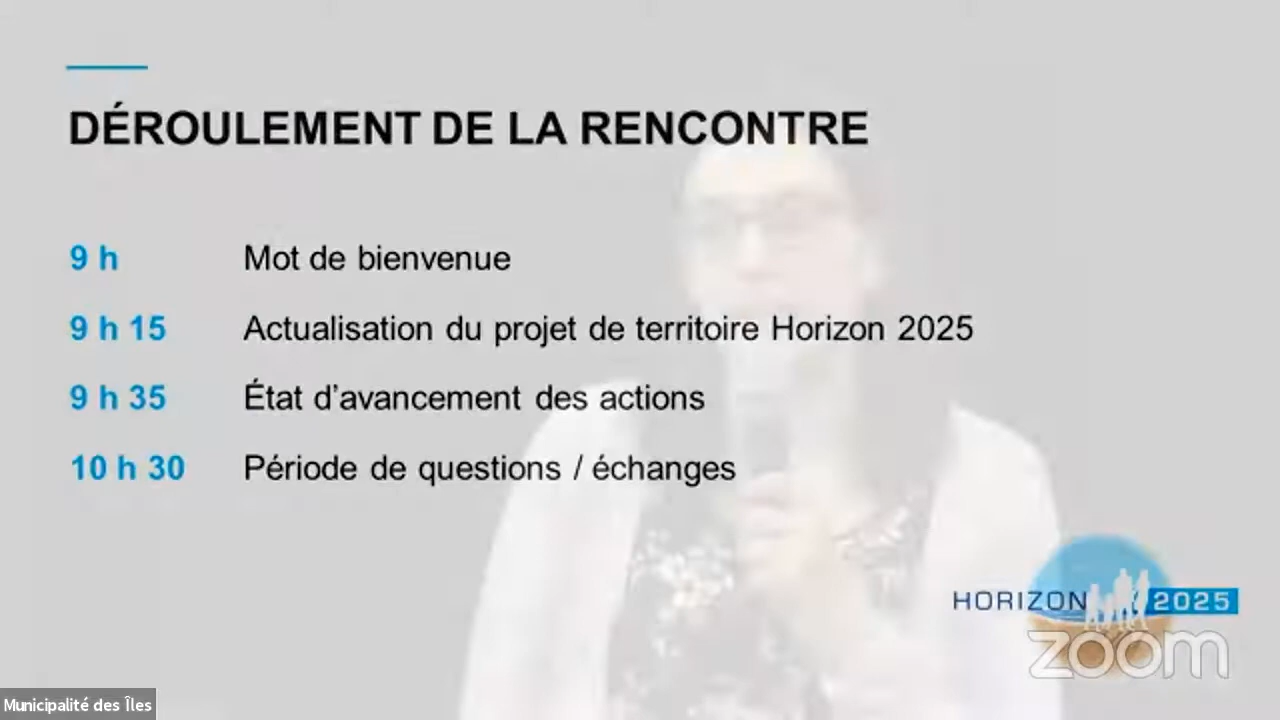 DÉROULEMENT DE LA RENCONTRE
9 h Mot de bienvenue
9 h 15 Actualisation du projet de territoire Horizon 2025
9 h 35 État d’avancement des actions
10 h 30 Période de questions / échanges
HORIZON 2025
zoom
Municipalité des Îles